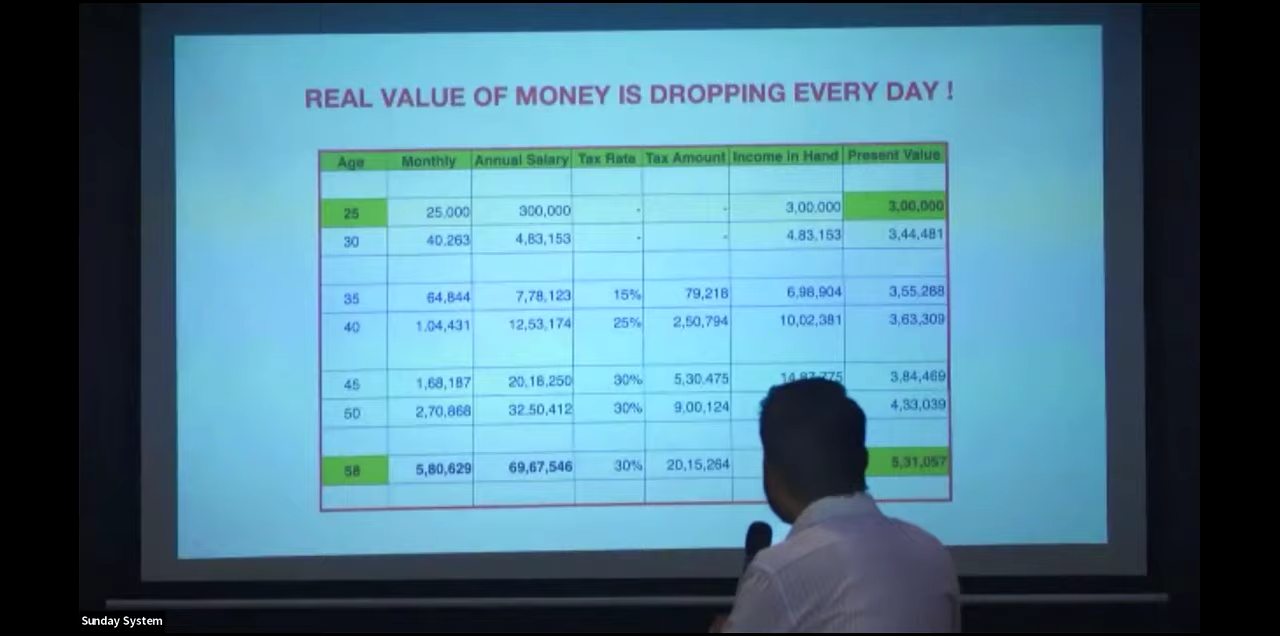 REAL VALUE OF MONEY IS DROPPING EVERY DAY !
Age Monthly Annual Salary Tax Rate Tax Amount Income in Hand Present Value
25 25,000 300,000 - - 3,00,000 3,00,000
30 40,263 4,83,153 - - 4,83,153 3,44,481
35 64,844 7,78,123 15% 79,218 6,98,904 3,55,268
40 1,04,431 12,53,174 25% 2,50,794 10,02,381 3,63,309
45 1,68,187 20,18,250 30% 5,30,475 3,84,469
50 2,70,868 32,50,412 30% 9,00,124 4,33,039
58 5,80,629 69,67,546 30% 20,15,264 5,31,057
Sunday System